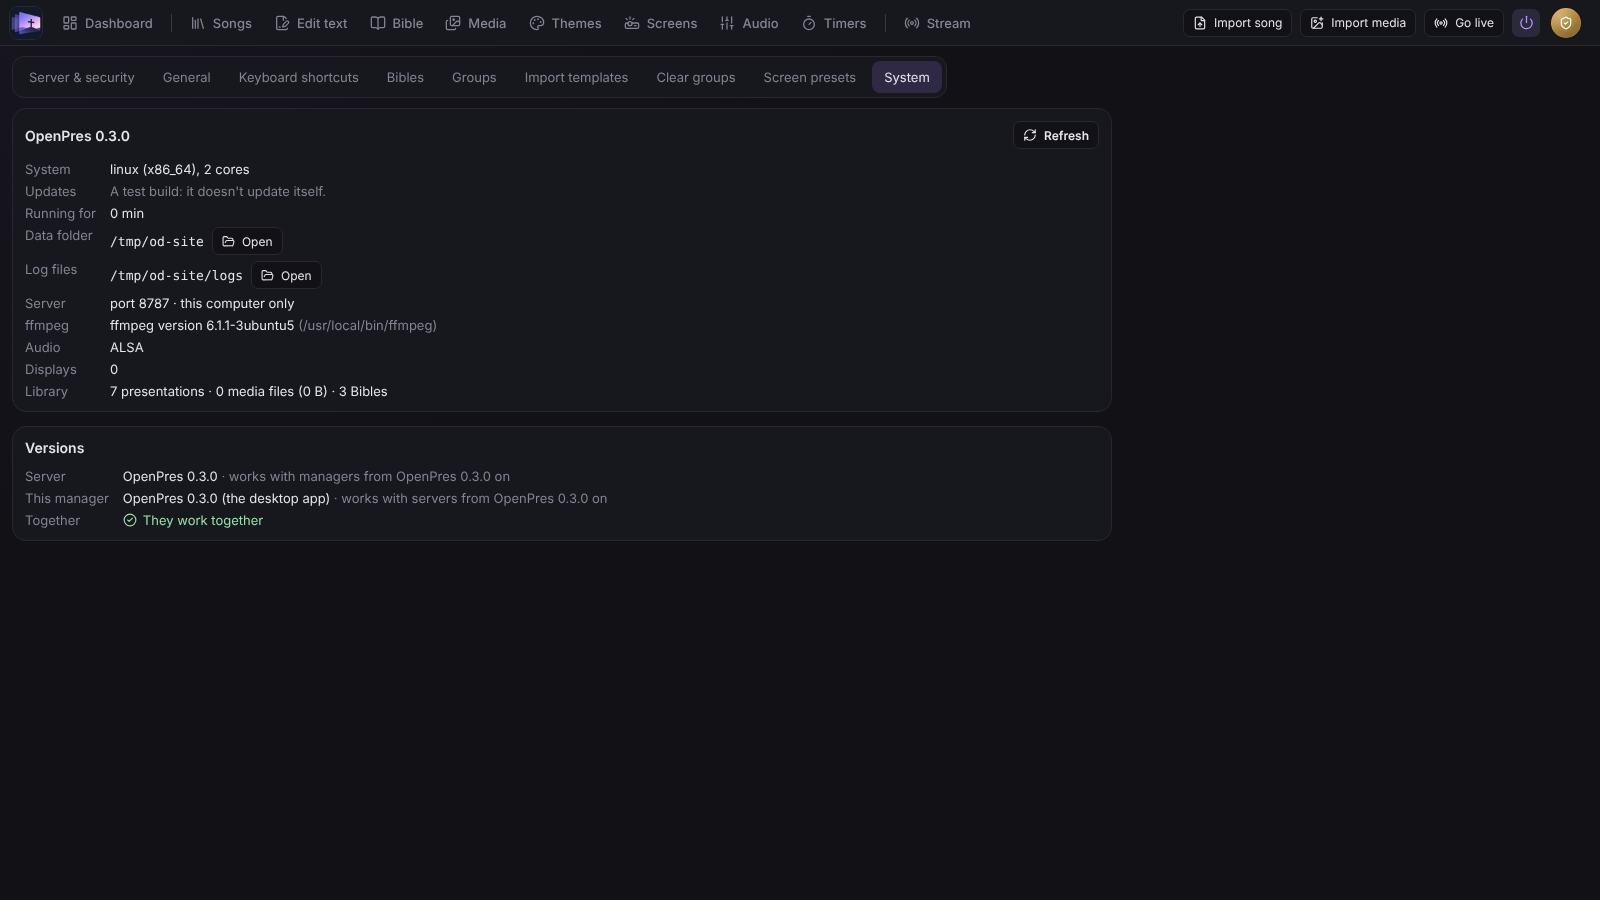 Dashboard Songs Edit text Bible Media Themes Screens Audio Timers Stream Import song Import media Go live
Server & security General Keyboard shortcuts Bibles Groups Import templates Clear groups Screen presets System
OpenPres 0.3.0 Refresh
System linux (x86_64), 2 cores
Updates A test build: it doesn't update itself.
Running for 0 min
Data folder /tmp/od-site Open
Log files /tmp/od-site/logs Open
Server port 8787 · this computer only
ffmpeg ffmpeg version 6.1.1-3ubuntu5 (/usr/local/bin/ffmpeg)
Audio ALSA
Displays 0
Library 7 presentations · 0 media files (0 B) · 3 Bibles
Versions
Server OpenPres 0.3.0 · works with managers from OpenPres 0.3.0 on
This manager OpenPres 0.3.0 (the desktop app) · works with servers from OpenPres 0.3.0 on
Together They work together